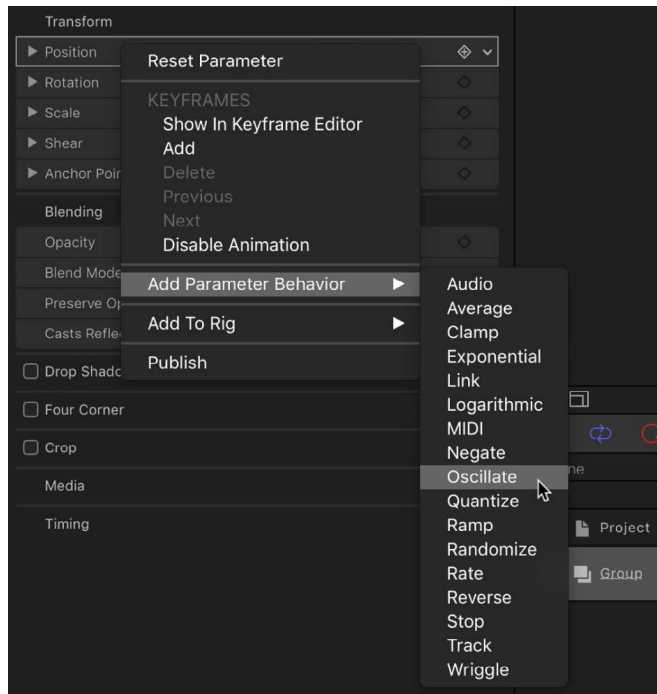 Transform
Position
Rotation
Scale
Shear
Anchor Poin
Blending
Opacity
Blend Mode
Preserve Op
Casts Refle
Drop Shado
Four Corner
Crop
Media
Timing
Reset Parameter
KEYFRAMES
Show In Keyframe Editor
Add
Delete
Previous
Next
Disable Animation
Add Parameter Behavior
Add To Rig
Publish
Audio
Average
Clamp
Exponential
Link
Logarithmic
MIDI
Negate
Oscillate
Quantize
Ramp
Randomize
Rate
Reverse
Stop
Track
Wriggle
ne
Project
Group